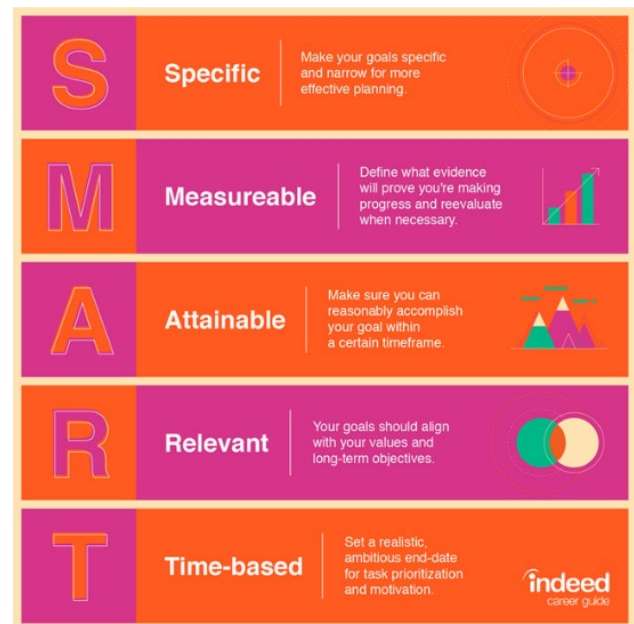 S
Specific
Make your goals specific
and narrow for more
effective planning.
M
Measureable
Define what evidence
will prove you're making
progress and reevaluate
when necessary.
A
Attainable
Make sure you can
reasonably accomplish
your goal within
a certain timeframe.
R
Relevant
Your goals should align
with your values and
long-term objectives.
T
Time-based
Set a realistic,
ambitious end-date
for task prioritization
and motivation.
indeed
career guide